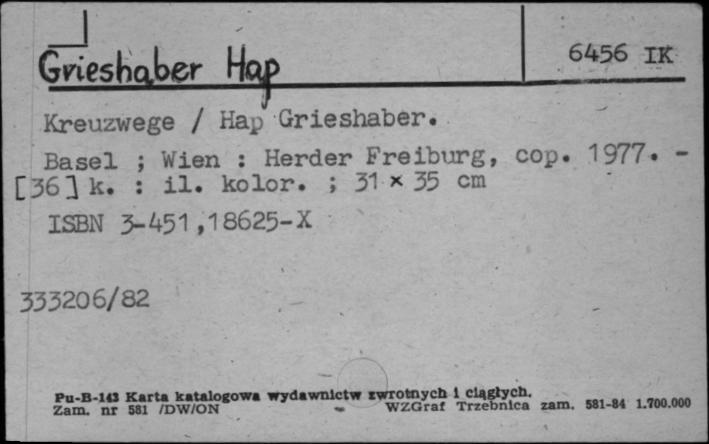 Grieshaber Hap
6456 IK
Kreuzwege / Hap Grieshaber.
Basel ; Wien : Herder Freiburg, cop. 1977. -
[36] k. : il. kolor. ; 31 × 35 cm
ISBN 3-451,18625-X
333206/82
Pu-B-143 Karta katalogowa wydawnictw zwrotnych i ciągłych.
Zam. nr 581 /DW/ON WZGraf Trzebnica zam. 581-84 1.700.000